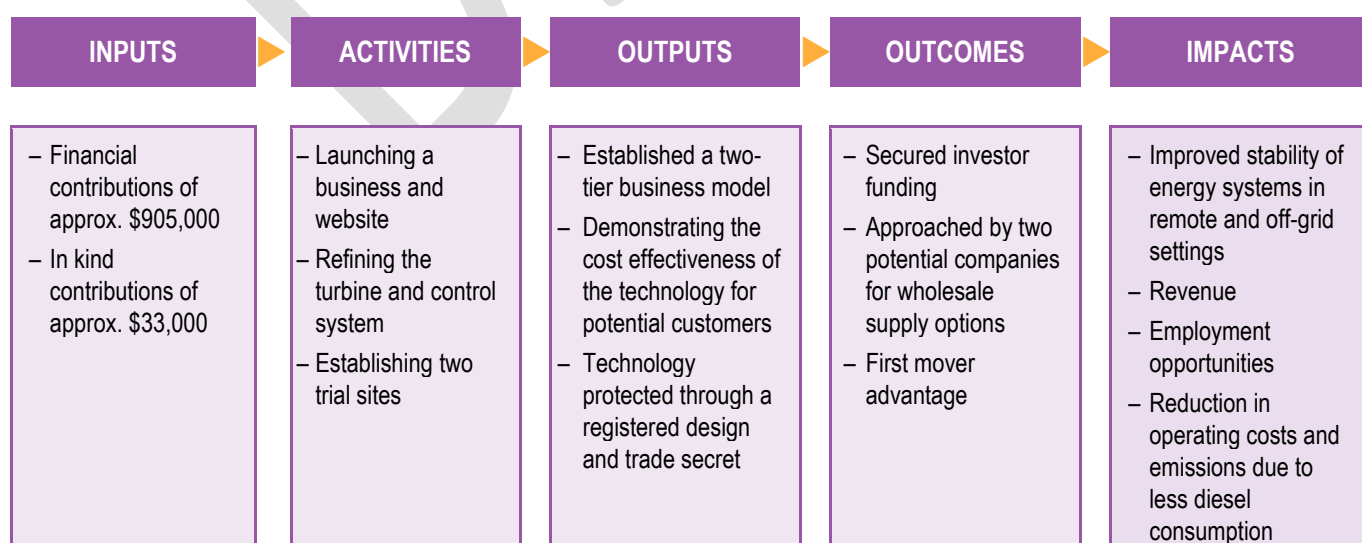 INPUTS
ACTIVITIES
OUTPUTS
OUTCOMES
IMPACTS
– Financial
contributions of
approx. $905,000
– In kind
contributions of
approx. $33,000
– Launching a
business and
website
– Refining the
turbine and control
system
– Establishing two
trial sites
– Established a two-
tier business model
– Demonstrating the
cost effectiveness of
the technology for
potential customers
– Technology
protected through a
registered design
and trade secret
– Secured investor
funding
– Approached by two
potential companies
for wholesale
supply options
– First mover
advantage
– Improved stability of
energy systems in
remote and off-grid
settings
– Revenue
– Employment
opportunities
– Reduction in
operating costs and
emissions due to
less diesel
consumption